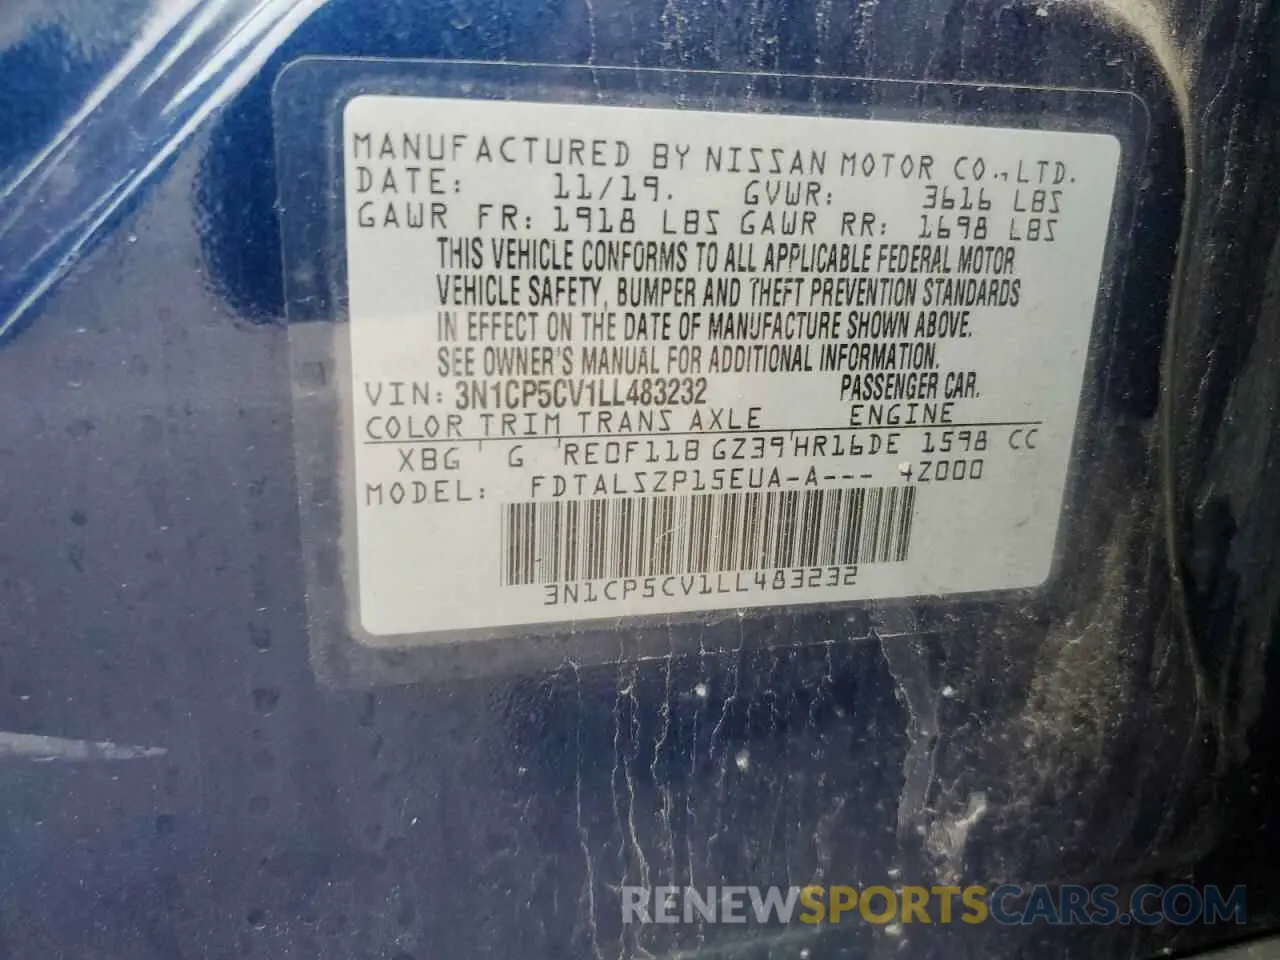 MANUFACTURED BY NISSAN MOTOR CO.,LTD.
DATE: 11/19. GVWR: 3616 LBS
GAWR FR: 1918 LBS GAWR RR: 1698 LBS
THIS VEHICLE CONFORMS TO ALL APPLICABLE FEDERAL MOTOR
VEHICLE SAFETY, BUMPER AND THEFT PREVENTION STANDARDS
IN EFFECT ON THE DATE OF MANUFACTURE SHOWN ABOVE.
SEE OWNER'S MANUAL FOR ADDITIONAL INFORMATION.
VIN: 3N1CP5CV1LL483232 PASSENGER CAR.
COLOR TRIM TRANS AXLE ENGINE
XBG G RE0F11B GZ39 HR16DE 1598 CC
MODEL: FDTALSZP15EUA-A--- 4Z000
3N1CP5CV1LL483232
RENEWSPORTSCARS.COM